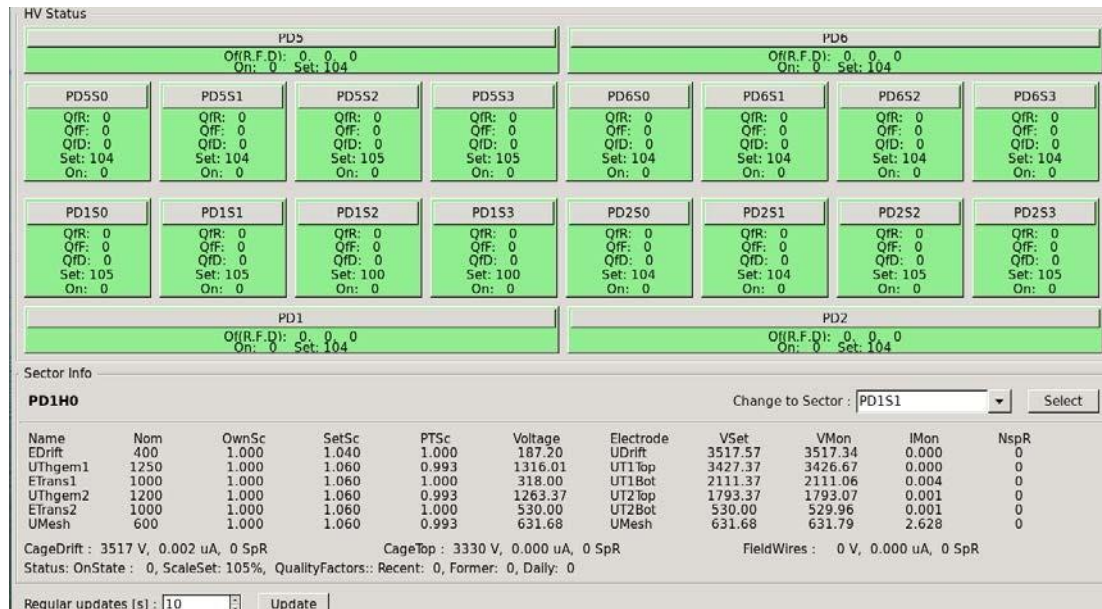 HV Status
PD5 PD6
Of(R.F.D): 0. 0. 0 Of(R.F.D): 0. 0. 0
On: 0 Set: 104 On: 0 Set: 104
PD5S0 PD5S1 PD5S2 PD5S3 PD6S0 PD6S1 PD6S2 PD6S3
QfR: 0 QfR: 0 QfR: 0 QfR: 0 QfR: 0 QfR: 0 QfR: 0 QfR: 0
QfF: 0 QfF: 0 QfF: 0 QfF: 0 QfF: 0 QfF: 0 QfF: 0 QfF: 0
QfD: 0 QfD: 0 QfD: 0 QfD: 0 QfD: 0 QfD: 0 QfD: 0 QfD: 0
Set: 104 Set: 104 Set: 105 Set: 105 Set: 104 Set: 104 Set: 104 Set: 104
On: 0 On: 0 On: 0 On: 0 On: 0 On: 0 On: 0 On: 0
PD1S0 PD1S1 PD1S2 PD1S3 PD2S0 PD2S1 PD2S2 PD2S3
QfR: 0 QfR: 0 QfR: 0 QfR: 0 QfR: 0 QfR: 0 QfR: 0 QfR: 0
QfF: 0 QfF: 0 QfF: 0 QfF: 0 QfF: 0 QfF: 0 QfF: 0 QfF: 0
QfD: 0 QfD: 0 QfD: 0 QfD: 0 QfD: 0 QfD: 0 QfD: 0 QfD: 0
Set: 105 Set: 105 Set: 100 Set: 100 Set: 104 Set: 104 Set: 105 Set: 105
On: 0 On: 0 On: 0 On: 0 On: 0 On: 0 On: 0 On: 0
PD1 PD2
Of(R.F.D): 0. 0. 0 Of(R.F.D): 0. 0. 0
On: 0 Set: 104 On: 0 Set: 104
Sector Info
PD1H0 Change to Sector : PD1S1 Select
Name Nom OwnSc SetSc PTSc Voltage Electrode VSet VMon IMon NspR
EDrift 400 1.000 1.040 1.000 187.20 UDrift 3517.57 3517.34 0.000 0
UThgem1 1250 1.000 1.060 0.993 1316.01 UT1Top 3427.37 3426.67 0.000 0
ETrans1 1000 1.000 1.060 1.000 318.00 UT1Bot 2111.37 2111.06 0.004 0
UThgem2 1200 1.000 1.060 0.993 1263.37 UT2Top 1793.37 1793.07 0.001 0
ETrans2 1000 1.000 1.060 1.000 530.00 UT2Bot 530.00 529.96 0.001 0
UMesh 600 1.000 1.060 0.993 631.68 UMesh 631.68 631.79 2.628 0
CageDrift : 3517 V, 0.002 uA, 0 SpR CageTop : 3330 V, 0.000 uA, 0 SpR FieldWires : 0 V, 0.000 uA, 0 SpR
Status: OnState : 0, ScaleSet: 105%, QualityFactors:: Recent: 0, Former: 0, Daily: 0
Regular updates [s] : 10 Update